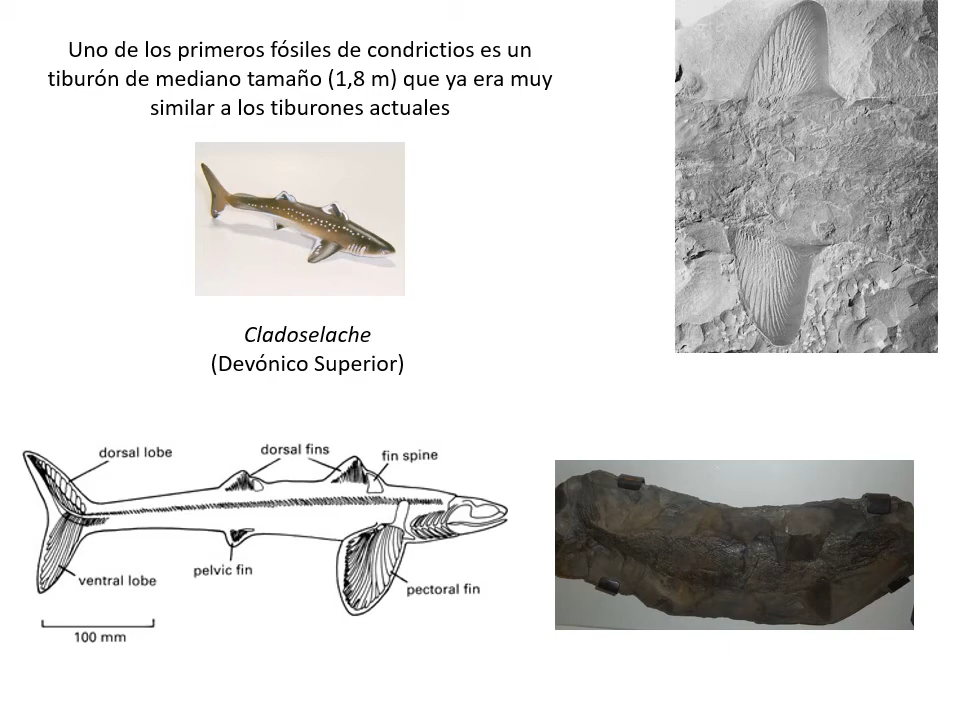 Uno de los primeros fósiles de condrictios es un
tiburón de mediano tamaño (1,8 m) que ya era muy
similar a los tiburones actuales
Cladoselache
(Devónico Superior)
dorsal lobe
dorsal fins
fin spine
pelvic fin
ventral lobe
pectoral fin
100 mm